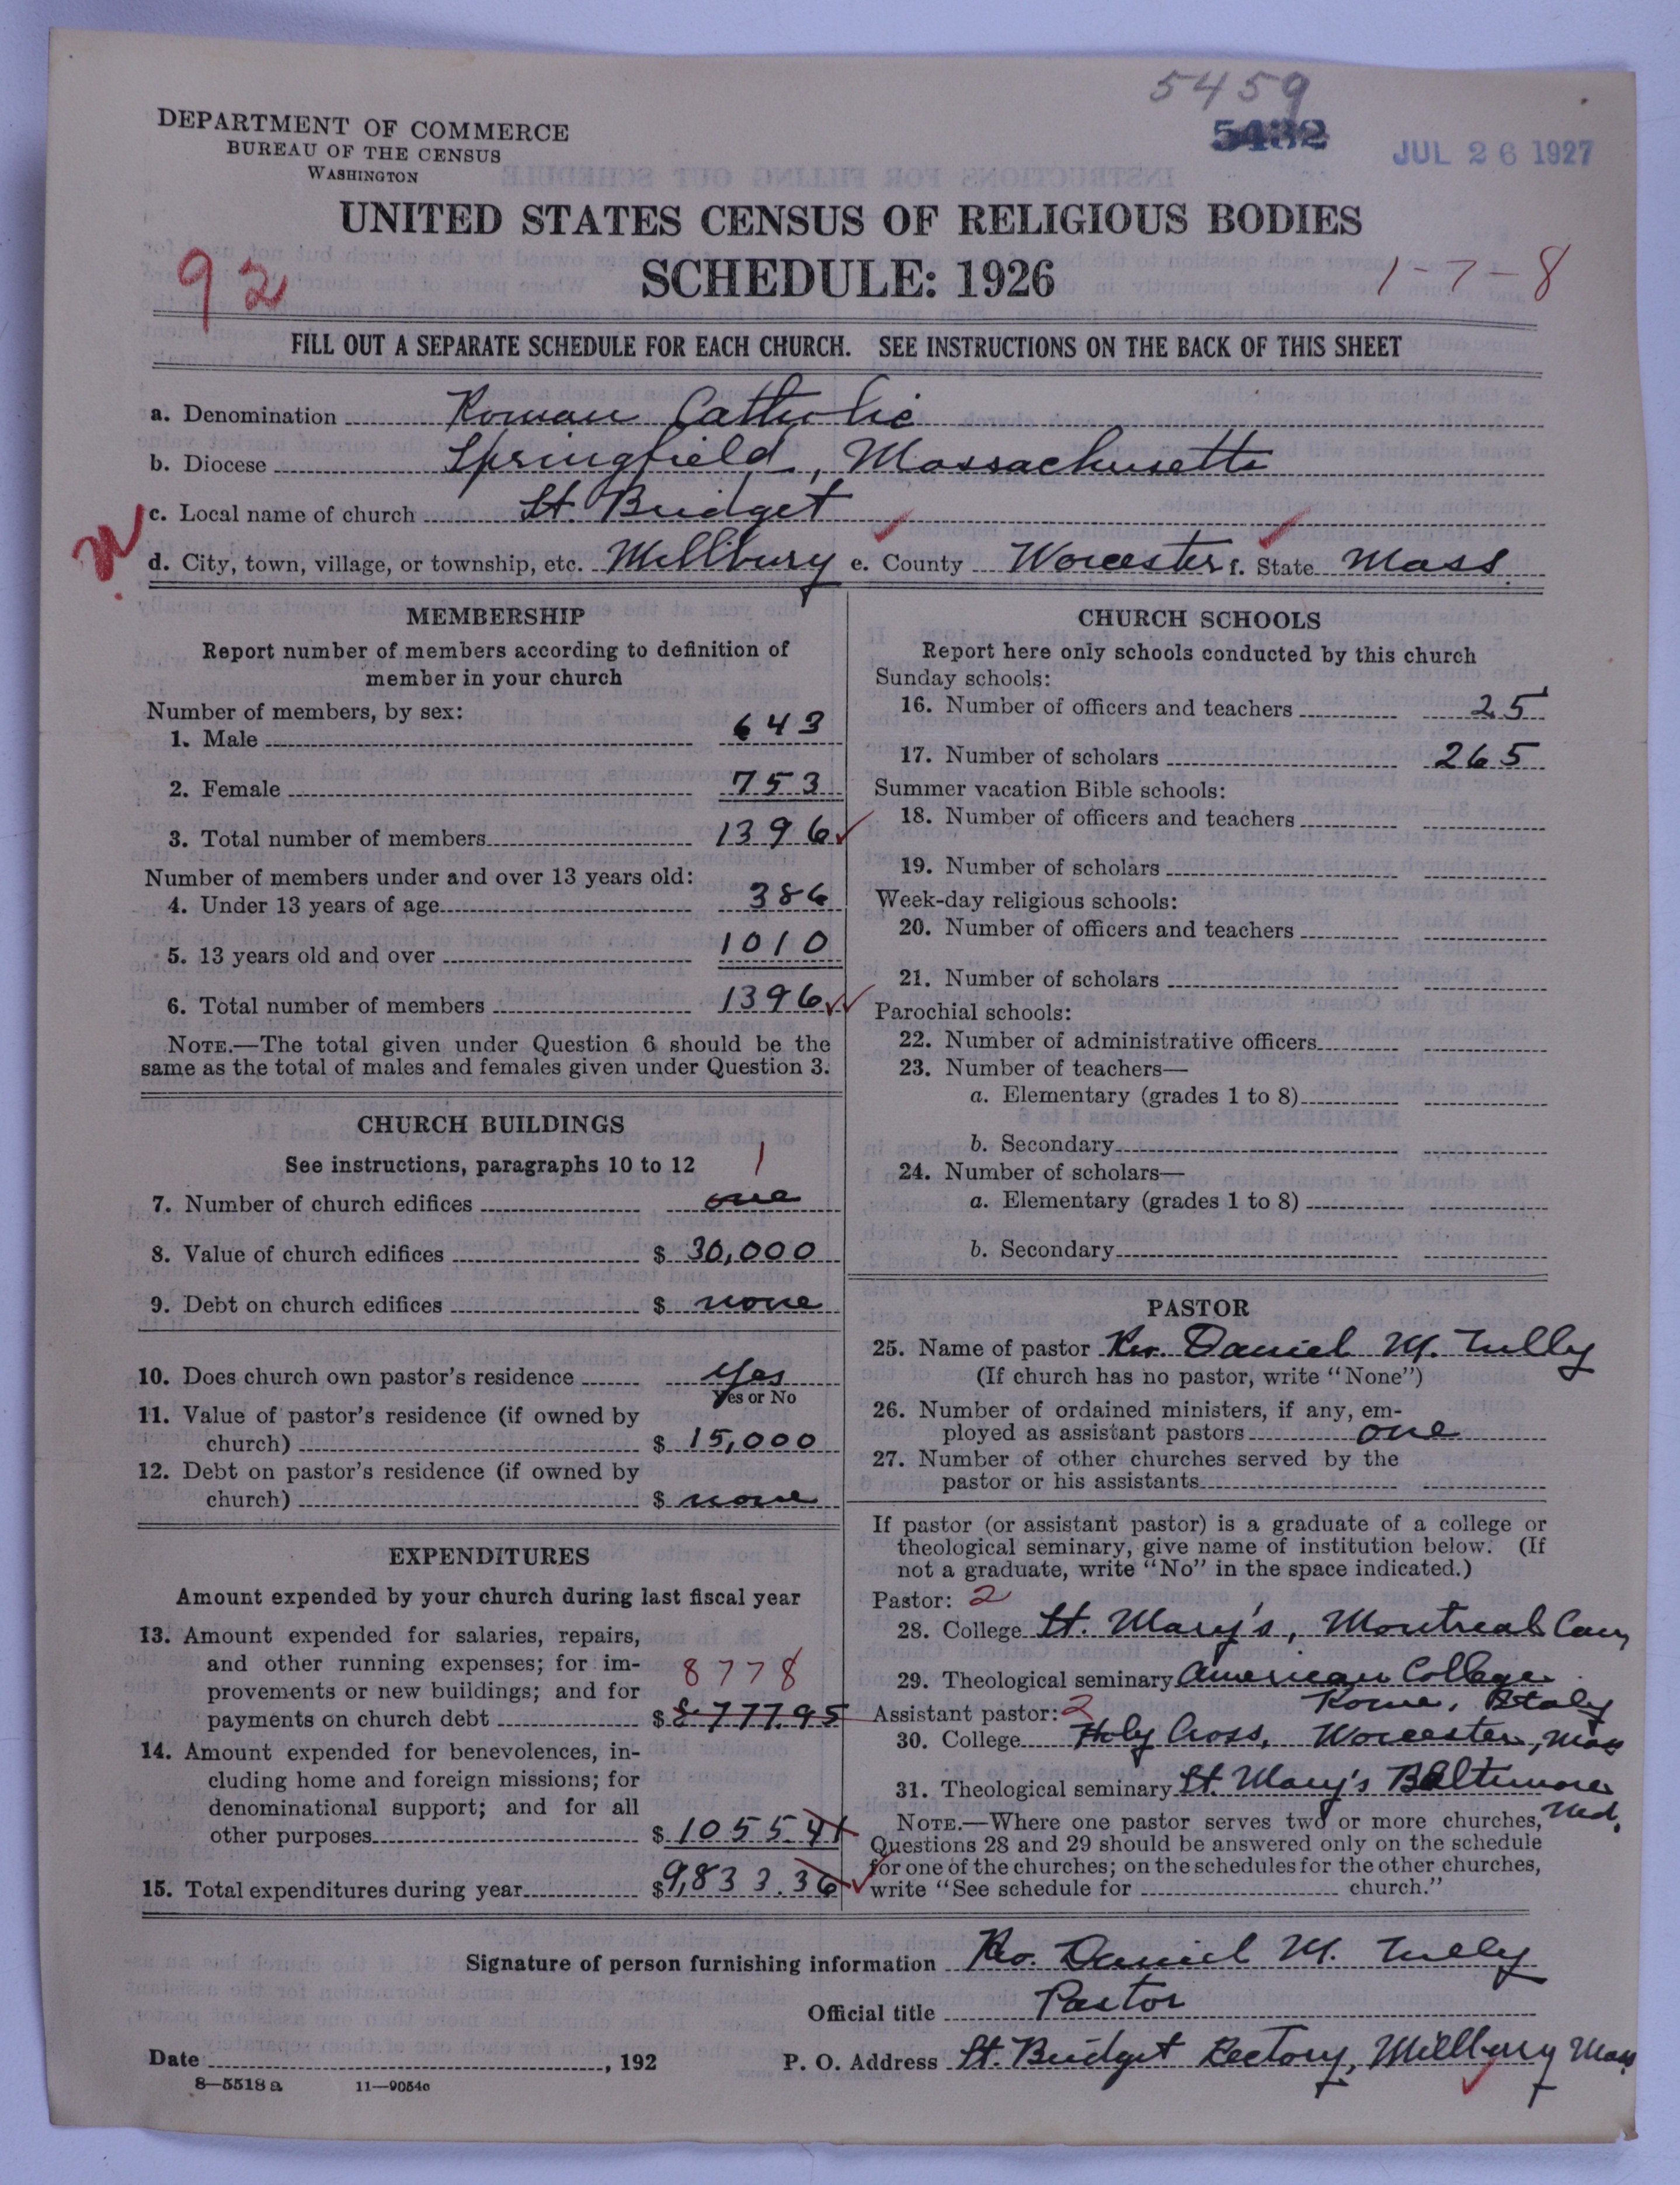 5459
5432
JUL 26 1927
DEPARTMENT OF COMMERCE
BUREAU OF THE CENSUS
WASHINGTON
UNITED STATES CENSUS OF RELIGIOUS BODIES
92
SCHEDULE: 1926
1-7-8
FILL OUT A SEPARATE SCHEDULE FOR EACH CHURCH. SEE INSTRUCTIONS ON THE BACK OF THIS SHEET
a. Denomination Roman Catholic
b. Diocese Springfield, Massachusetts
c. Local name of church St. Bridget
d. City, town, village, or township, etc. Millbury e. County Worcester f. State Mass.
MEMBERSHIP
Report number of members according to definition of
member in your church
Number of members, by sex:
1. Male 643
2. Female 753
3. Total number of members 1396
Number of members under and over 13 years old:
4. Under 13 years of age 386
5. 13 years old and over 1010
6. Total number of members 1396
NOTE.—The total given under Question 6 should be the
same as the total of males and females given under Question 3.
CHURCH BUILDINGS
See instructions, paragraphs 10 to 12
1
7. Number of church edifices one
8. Value of church edifices $ 30,000
9. Debt on church edifices $ none
10. Does church own pastor's residence yes
Yes or No
11. Value of pastor's residence (if owned by
church) $ 15,000
12. Debt on pastor's residence (if owned by
church) $ none
EXPENDITURES
Amount expended by your church during last fiscal year
13. Amount expended for salaries, repairs,
and other running expenses; for im-
provements or new buildings; and for
8778
payments on church debt $ 8777.95
14. Amount expended for benevolences, in-
cluding home and foreign missions; for
denominational support; and for all
other purposes $ 1055.41
15. Total expenditures during year $ 9,833.36
CHURCH SCHOOLS
Report here only schools conducted by this church
Sunday schools:
16. Number of officers and teachers 25
17. Number of scholars 265
Summer vacation Bible schools:
18. Number of officers and teachers
19. Number of scholars
Week-day religious schools:
20. Number of officers and teachers
21. Number of scholars
Parochial schools:
22. Number of administrative officers
23. Number of teachers—
a. Elementary (grades 1 to 8)
b. Secondary
24. Number of scholars—
a. Elementary (grades 1 to 8)
b. Secondary
PASTOR
25. Name of pastor Rev. Daniel M. Tully
(If church has no pastor, write "None")
26. Number of ordained ministers, if any, em-
ployed as assistant pastors one
27. Number of other churches served by the
pastor or his assistants
If pastor (or assistant pastor) is a graduate of a college or
theological seminary, give name of institution below. (If
not a graduate, write "No" in the space indicated.)
Pastor: 2
28. College St. Mary's, Montreal Can
29. Theological seminary American College
Rome, Italy
Assistant pastor: 2
30. College Holy Cross, Worcester, Mass
31. Theological seminary St. Mary's Baltimore
Md.
NOTE.—Where one pastor serves two or more churches,
Questions 28 and 29 should be answered only on the schedule
for one of the churches; on the schedules for the other churches,
write "See schedule for church."
Signature of person furnishing information Rev. Daniel M. Tully
Official title Pastor
Date , 192
P. O. Address St. Bridget Rectory, Millbury Mass
8—5518a 11—9054c